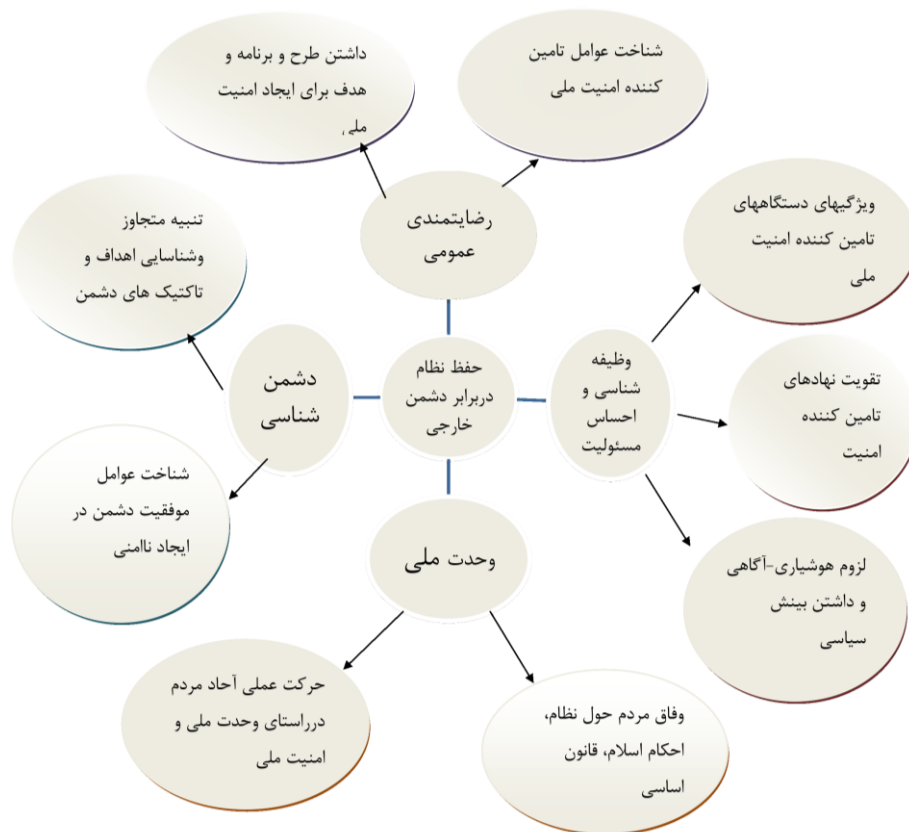 داشتن طرح و برنامه و
هدف برای ایجاد امنیت
ملی
شناخت عوامل تامین
کننده امنیت ملی
رضایتمندی
عمومی
ویژگیهای دستگاههای
تامین کننده امنیت
ملی
تنبیه متجاوز
وشناسایی اهداف و
تاکتیک های دشمن
وظیفه
شناسی و
احساس
مسئولیت
حفظ نظام
دربرابر دشمن
خارجی
دشمن
شناسی
تقویت نهادهای
تامین کننده
امنیت
شناخت عوامل
موفقیت دشمن در
ایجاد ناامنی
وحدت ملی
لزوم هوشیاری-آگاهی
و داشتن بینش
سیاسی
حرکت عملی آحاد مردم
درراستای وحدت ملی و
امنیت ملی
وفاق مردم حول نظام،
احکام اسلام، قانون
اساسی